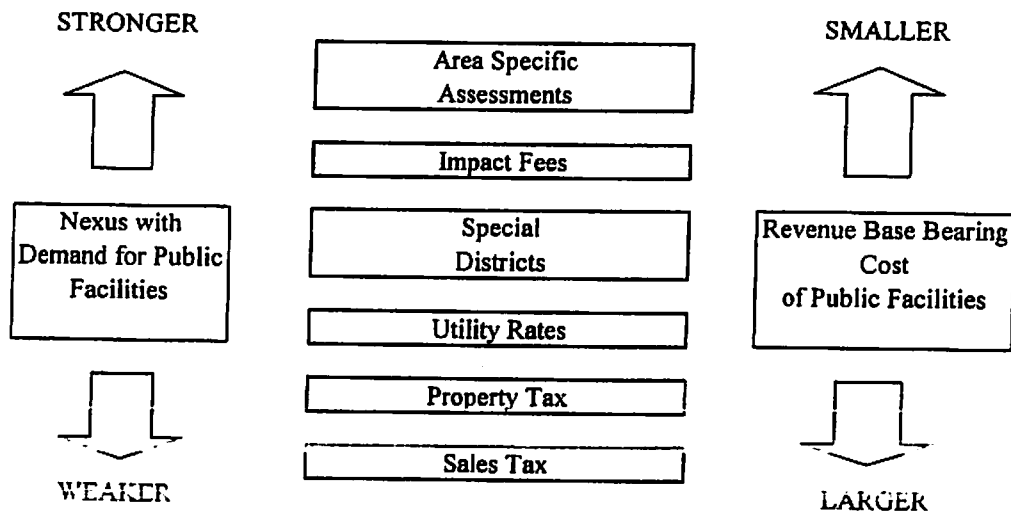 STRONGER
SMALLER
Area Specific
Assessments
Impact Fees
Nexus with
Demand for Public
Facilities
Special
Districts
Revenue Base Bearing
Cost
of Public Facilities
Utility Rates
Property Tax
Sales Tax
WEAKER
LARGER